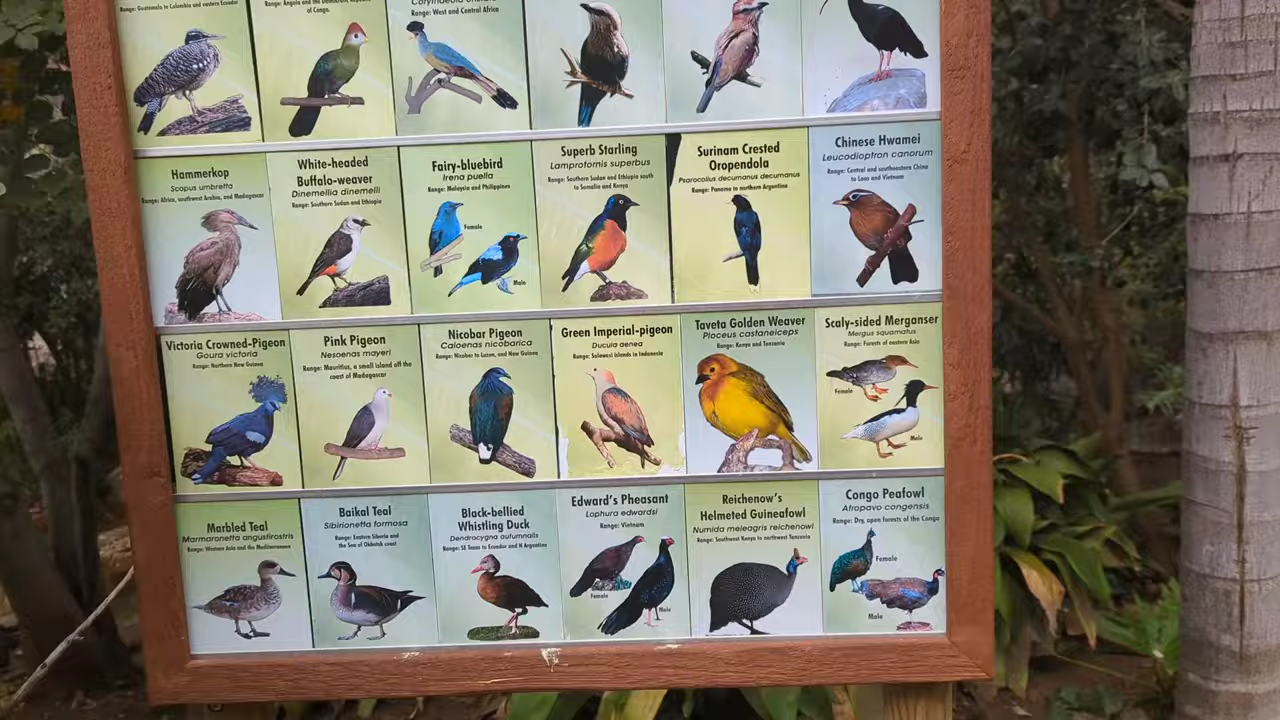 Range: Guatemala to Colombia and eastern Ecuador
Range: Angola and the Democratic Republic
of Congo.
Corythaeola cristata
Range: West and Central Africa
Hammerkop
Scopus umbretta
Range: Africa, southwest Arabia, and Madagascar
White-headed
Buffalo-weaver
Dinemellia dinemelli
Range: Southern Sudan and Ethiopia
Fairy-bluebird
Irena puella
Range: Malaysia and Philippines
Female
Male
Superb Starling
Lamprotornis superbus
Range: Southern Sudan and Ethiopia south
to Somalia and Kenya
Surinam Crested
Oropendola
Psarocolius decumanus decumanus
Range: Panama to northern Argentina
Chinese Hwamei
Leucodioptron canorum
Range: Central and southeastern China
to Laos and Vietnam
Victoria Crowned-Pigeon
Goura victoria
Range: Northern New Guinea
Pink Pigeon
Nesoenas mayeri
Range: Mauritius, a small island off the
coast of Madagascar
Nicobar Pigeon
Caloenas nicobarica
Range: Nicobar to Luzon, and New Guinea
Green Imperial-pigeon
Ducula aenea
Range: Sulawesi islands in Indonesia
Taveta Golden Weaver
Ploceus castaneiceps
Range: Kenya and Tanzania
Scaly-sided Merganser
Mergus squamatus
Range: Forests of eastern Asia
Female
Male
Marbled Teal
Marmaronetta angustirostris
Range: Western Asia and the Mediterranean
Baikal Teal
Sibirionetta formosa
Range: Eastern Siberia and
the Sea of Okhotsk coast
Black-bellied
Whistling Duck
Dendrocygna autumnalis
Range: SE Texas to Ecuador and N Argentina
Edward's Pheasant
Lophura edwardsi
Range: Vietnam
Female
Male
Reichenow's
Helmeted Guineafowl
Numida meleagris reichenowi
Range: Southwest Kenya to northwest Tanzania
Congo Peafowl
Afropavo congensis
Range: Dry, open forests of the Congo
Female
Male